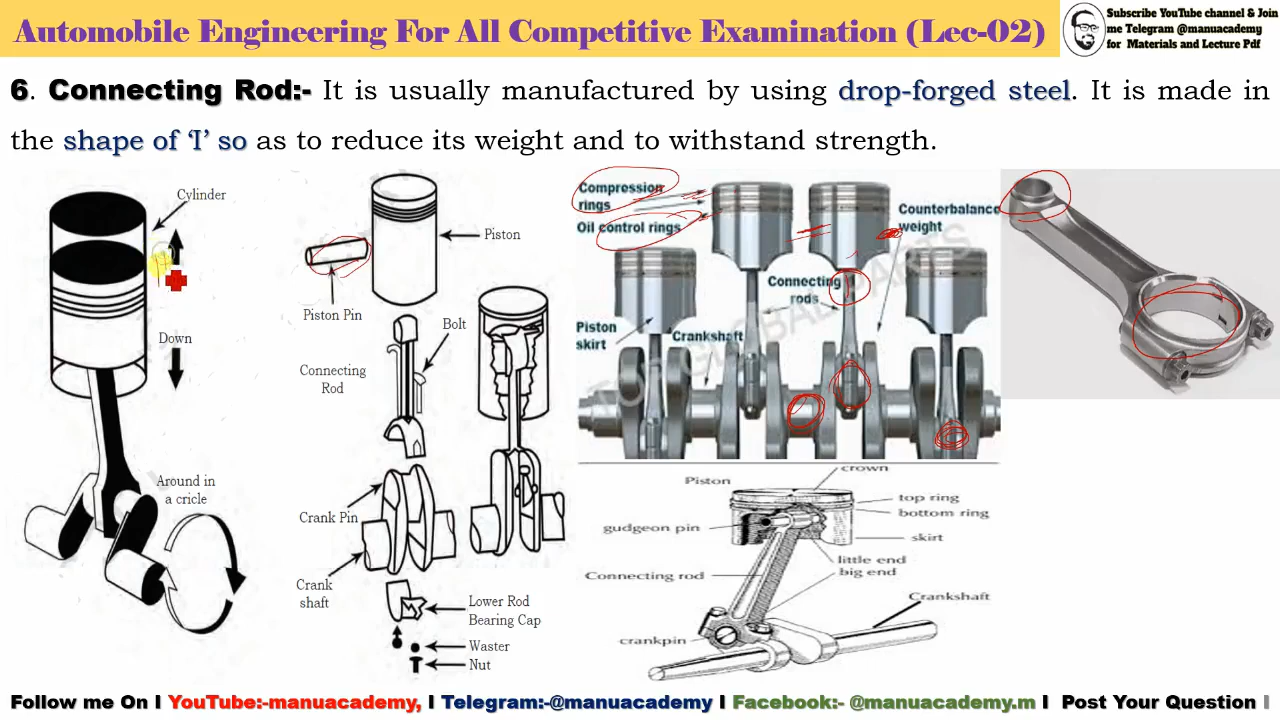 Automobile Engineering For All Competitive Examination (Lec-02)
Subscribe YouTube channel & Join
me Telegram @manuacademy
for Materials and Lecture Pdf
6. Connecting Rod:- It is usually manufactured by using drop-forged steel. It is made in
the shape of 'I' so as to reduce its weight and to withstand strength.
Cylinder
Down
Around in
a cricle
Piston
Piston Pin
Bolt
Connecting
Rod
Crank Pin
Crank
shaft
Lower Rod
Bearing Cap
Waster
Nut
Compression
rings
Oil control rings
Counterbalance
weight
Connecting
rods
Piston
skirt
Crankshaft
crown
Piston
top ring
bottom ring
gudgeon pin
skirt
little end
big end
Connecting rod
Crankshaft
crankpin
Follow me On I YouTube:-manuacademy, I Telegram:-@manuacademy I Facebook:- @manuacademy.m I Post Your Question I